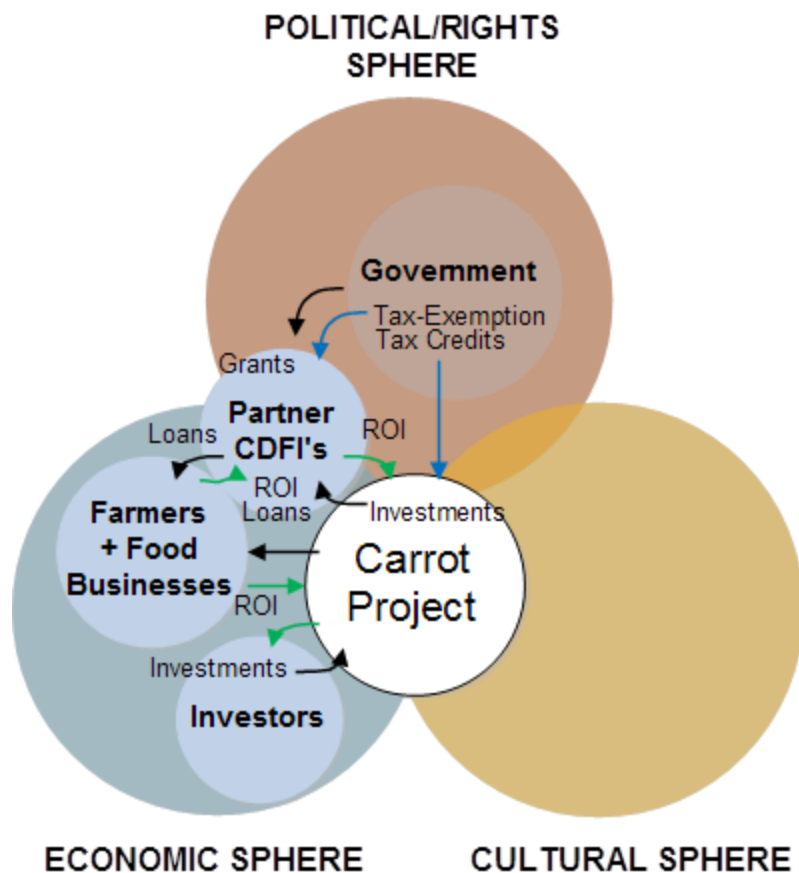 POLITICAL/RIGHTS
SPHERE
Government
Tax-Exemption
Tax Credits
Grants
Partner
CDFI's
Loans
ROI
ROI
Loans
Investments
Farmers
+ Food
Businesses
Carrot
Project
ROI
Investments
Investors
ECONOMIC SPHERE
CULTURAL SPHERE